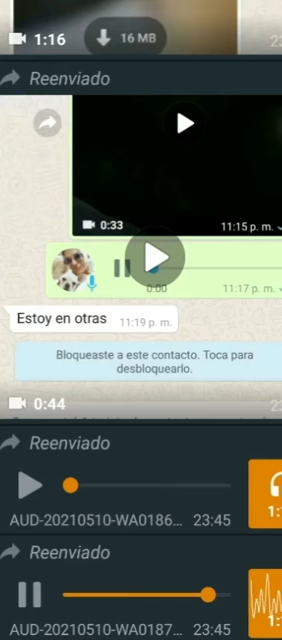 1:16
16 MB
Reenviado
0:33
11:15 p. m.
0:00
11:17 p. m.
Estoy en otras 11:19 p. m.
Bloqueaste a este contacto. Toca para
desbloquearlo.
0:44
Reenviado
AUD-20210510-WA0186... 23:45
Reenviado
AUD-20210510-WA0187... 23:45